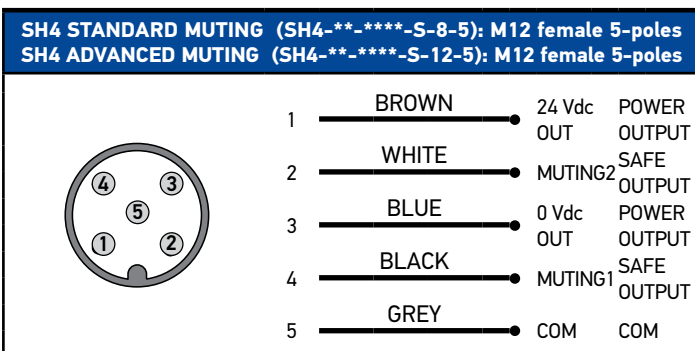 SH4 STANDARD MUTING (SH4-**-****-S-8-5): M12 female 5-poles
SH4 ADVANCED MUTING (SH4-**-****-S-12-5): M12 female 5-poles
4 3
5
1 2
1 BROWN 24 Vdc OUT POWER OUTPUT
2 WHITE MUTING2 SAFE OUTPUT
3 BLUE 0 Vdc OUT POWER OUTPUT
4 BLACK MUTING1 SAFE OUTPUT
5 GREY COM COM